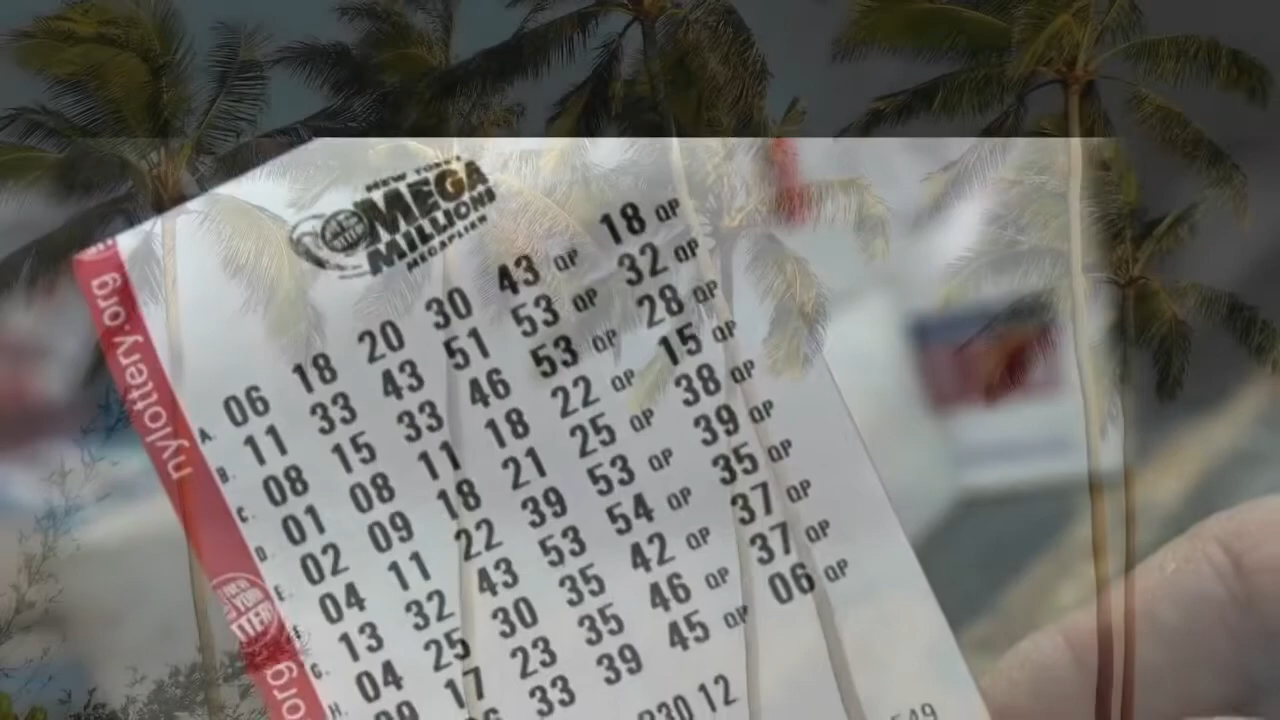 NEW YORK'S
MEGA
MILLIONS
MEGAPLIER
nylottery.org
A. 06 18 20 30 43 QP 18 QP
B. 11 33 43 51 53 QP 32 QP
C. 08 15 33 46 53 QP 28 QP
D. 01 08 11 18 22 QP 15 QP
E. 02 09 18 21 25 QP 38 QP
04 11 22 39 53 QP 39 QP
G. 13 32 43 53 54 QP 35 QP
H. 04 25 30 35 42 QP 37 QP
17 23 35 46 QP 37 QP
33 39 45 QP 06 QP
12
NEW
YORK
org